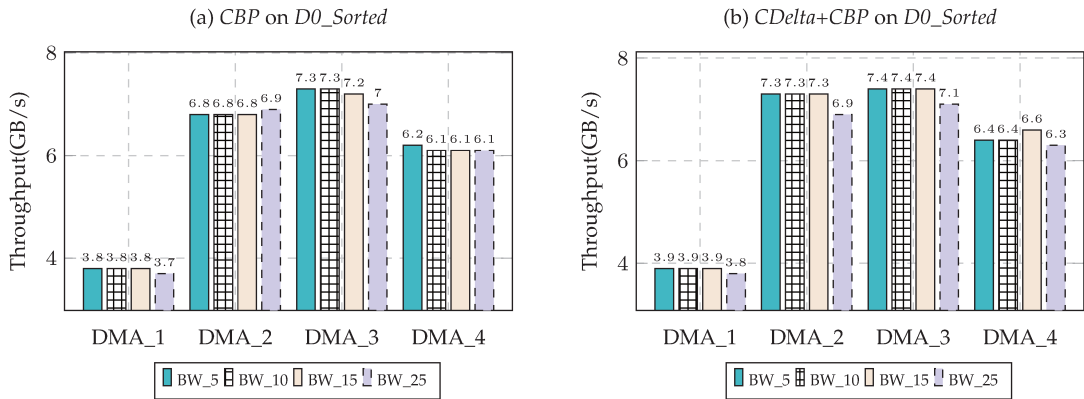 (a) CBP on D0_Sorted
8
6
4
Throughput(GB/s)
3.8 3.8 3.8 3.7
6.8 6.8 6.8 6.9
7.3 7.3 7.2 7
6.2 6.1 6.1 6.1
DMA_1 DMA_2 DMA_3 DMA_4
BW_5 BW_10 BW_15 BW_25
(b) CDelta+CBP on D0_Sorted
8
6
4
Throughput(GB/s)
3.9 3.9 3.9 3.8
7.3 7.3 7.3 6.9
7.4 7.4 7.4 7.1
6.4 6.4 6.6 6.3
DMA_1 DMA_2 DMA_3 DMA_4
BW_5 BW_10 BW_15 BW_25